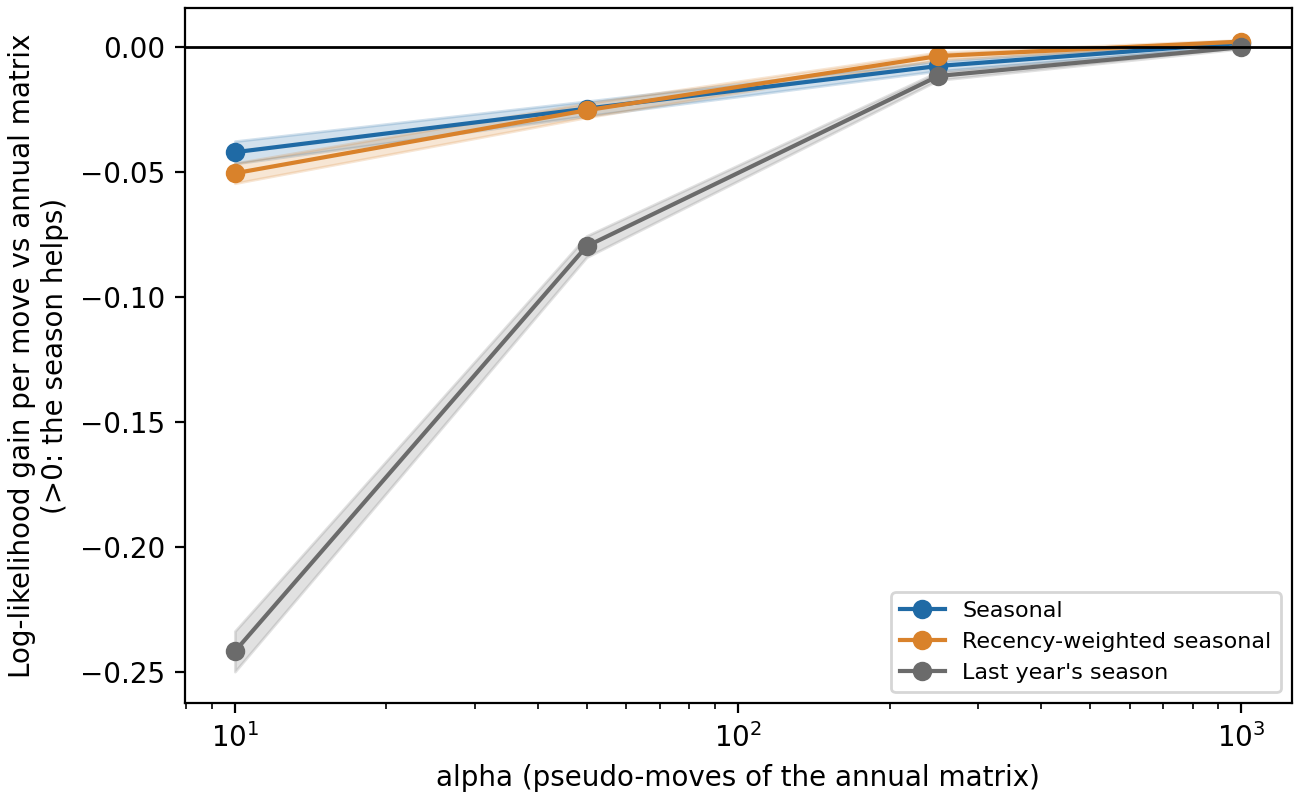 Log-likelihood gain per move vs annual matrix
(>0: the season helps)
0.00
−0.05
−0.10
−0.15
−0.20
−0.25
Seasonal
Recency-weighted seasonal
Last year's season
10¹
10²
10³
alpha (pseudo-moves of the annual matrix)